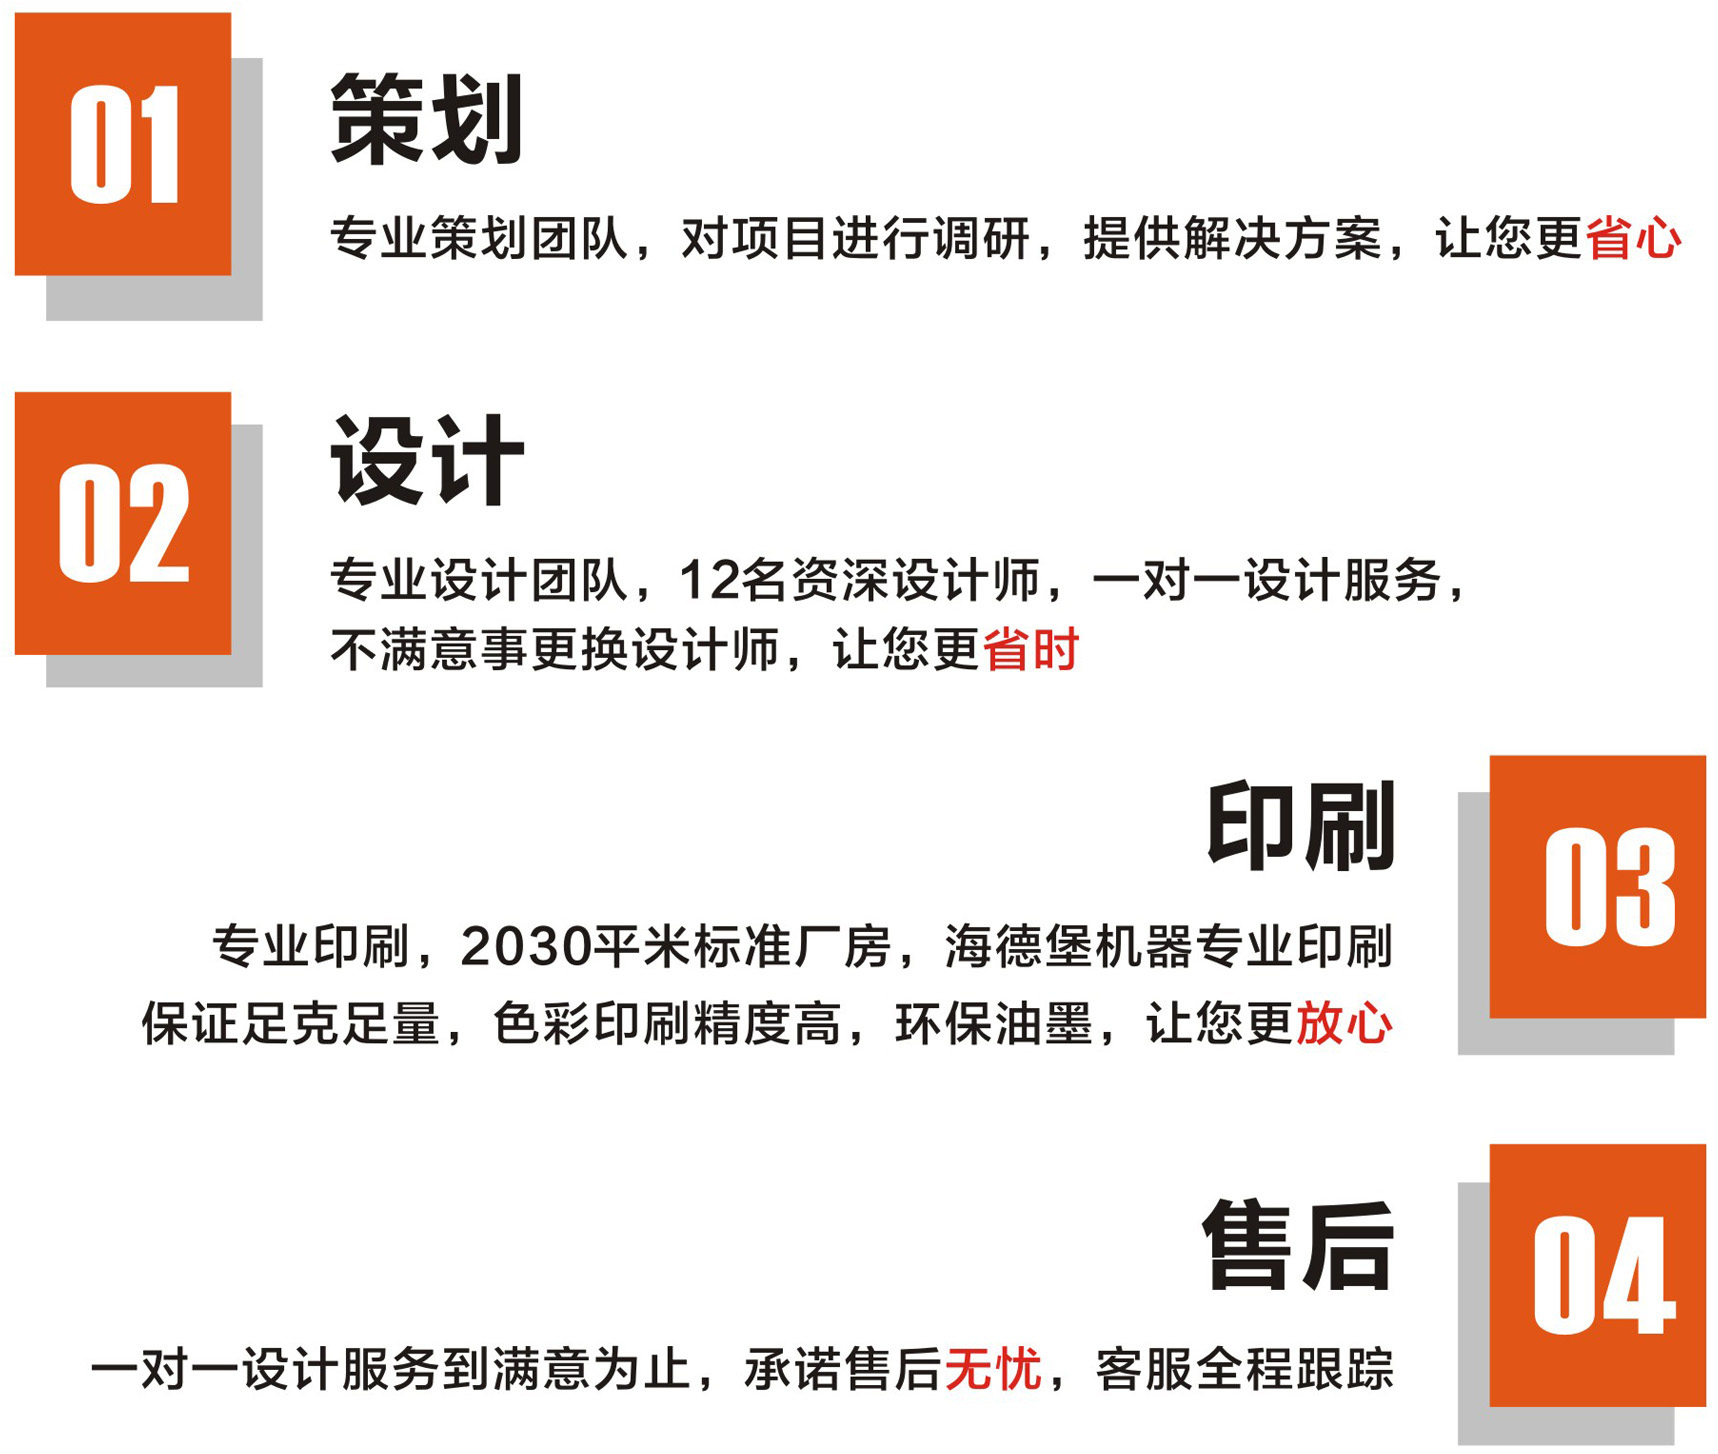 01
策划
专业策划团队，对项目进行调研，提供解决方案，让您更省心
02
设计
专业设计团队，12名资深设计师，一对一设计服务，
不满意事更换设计师，让您更省时
03
印刷
专业印刷，2030平米标准厂房，海德堡机器专业印刷
保证足克足量，色彩印刷精度高，环保油墨，让您更放心
04
售后
一对一设计服务到满意为止，承诺售后无忧，客服全程跟踪